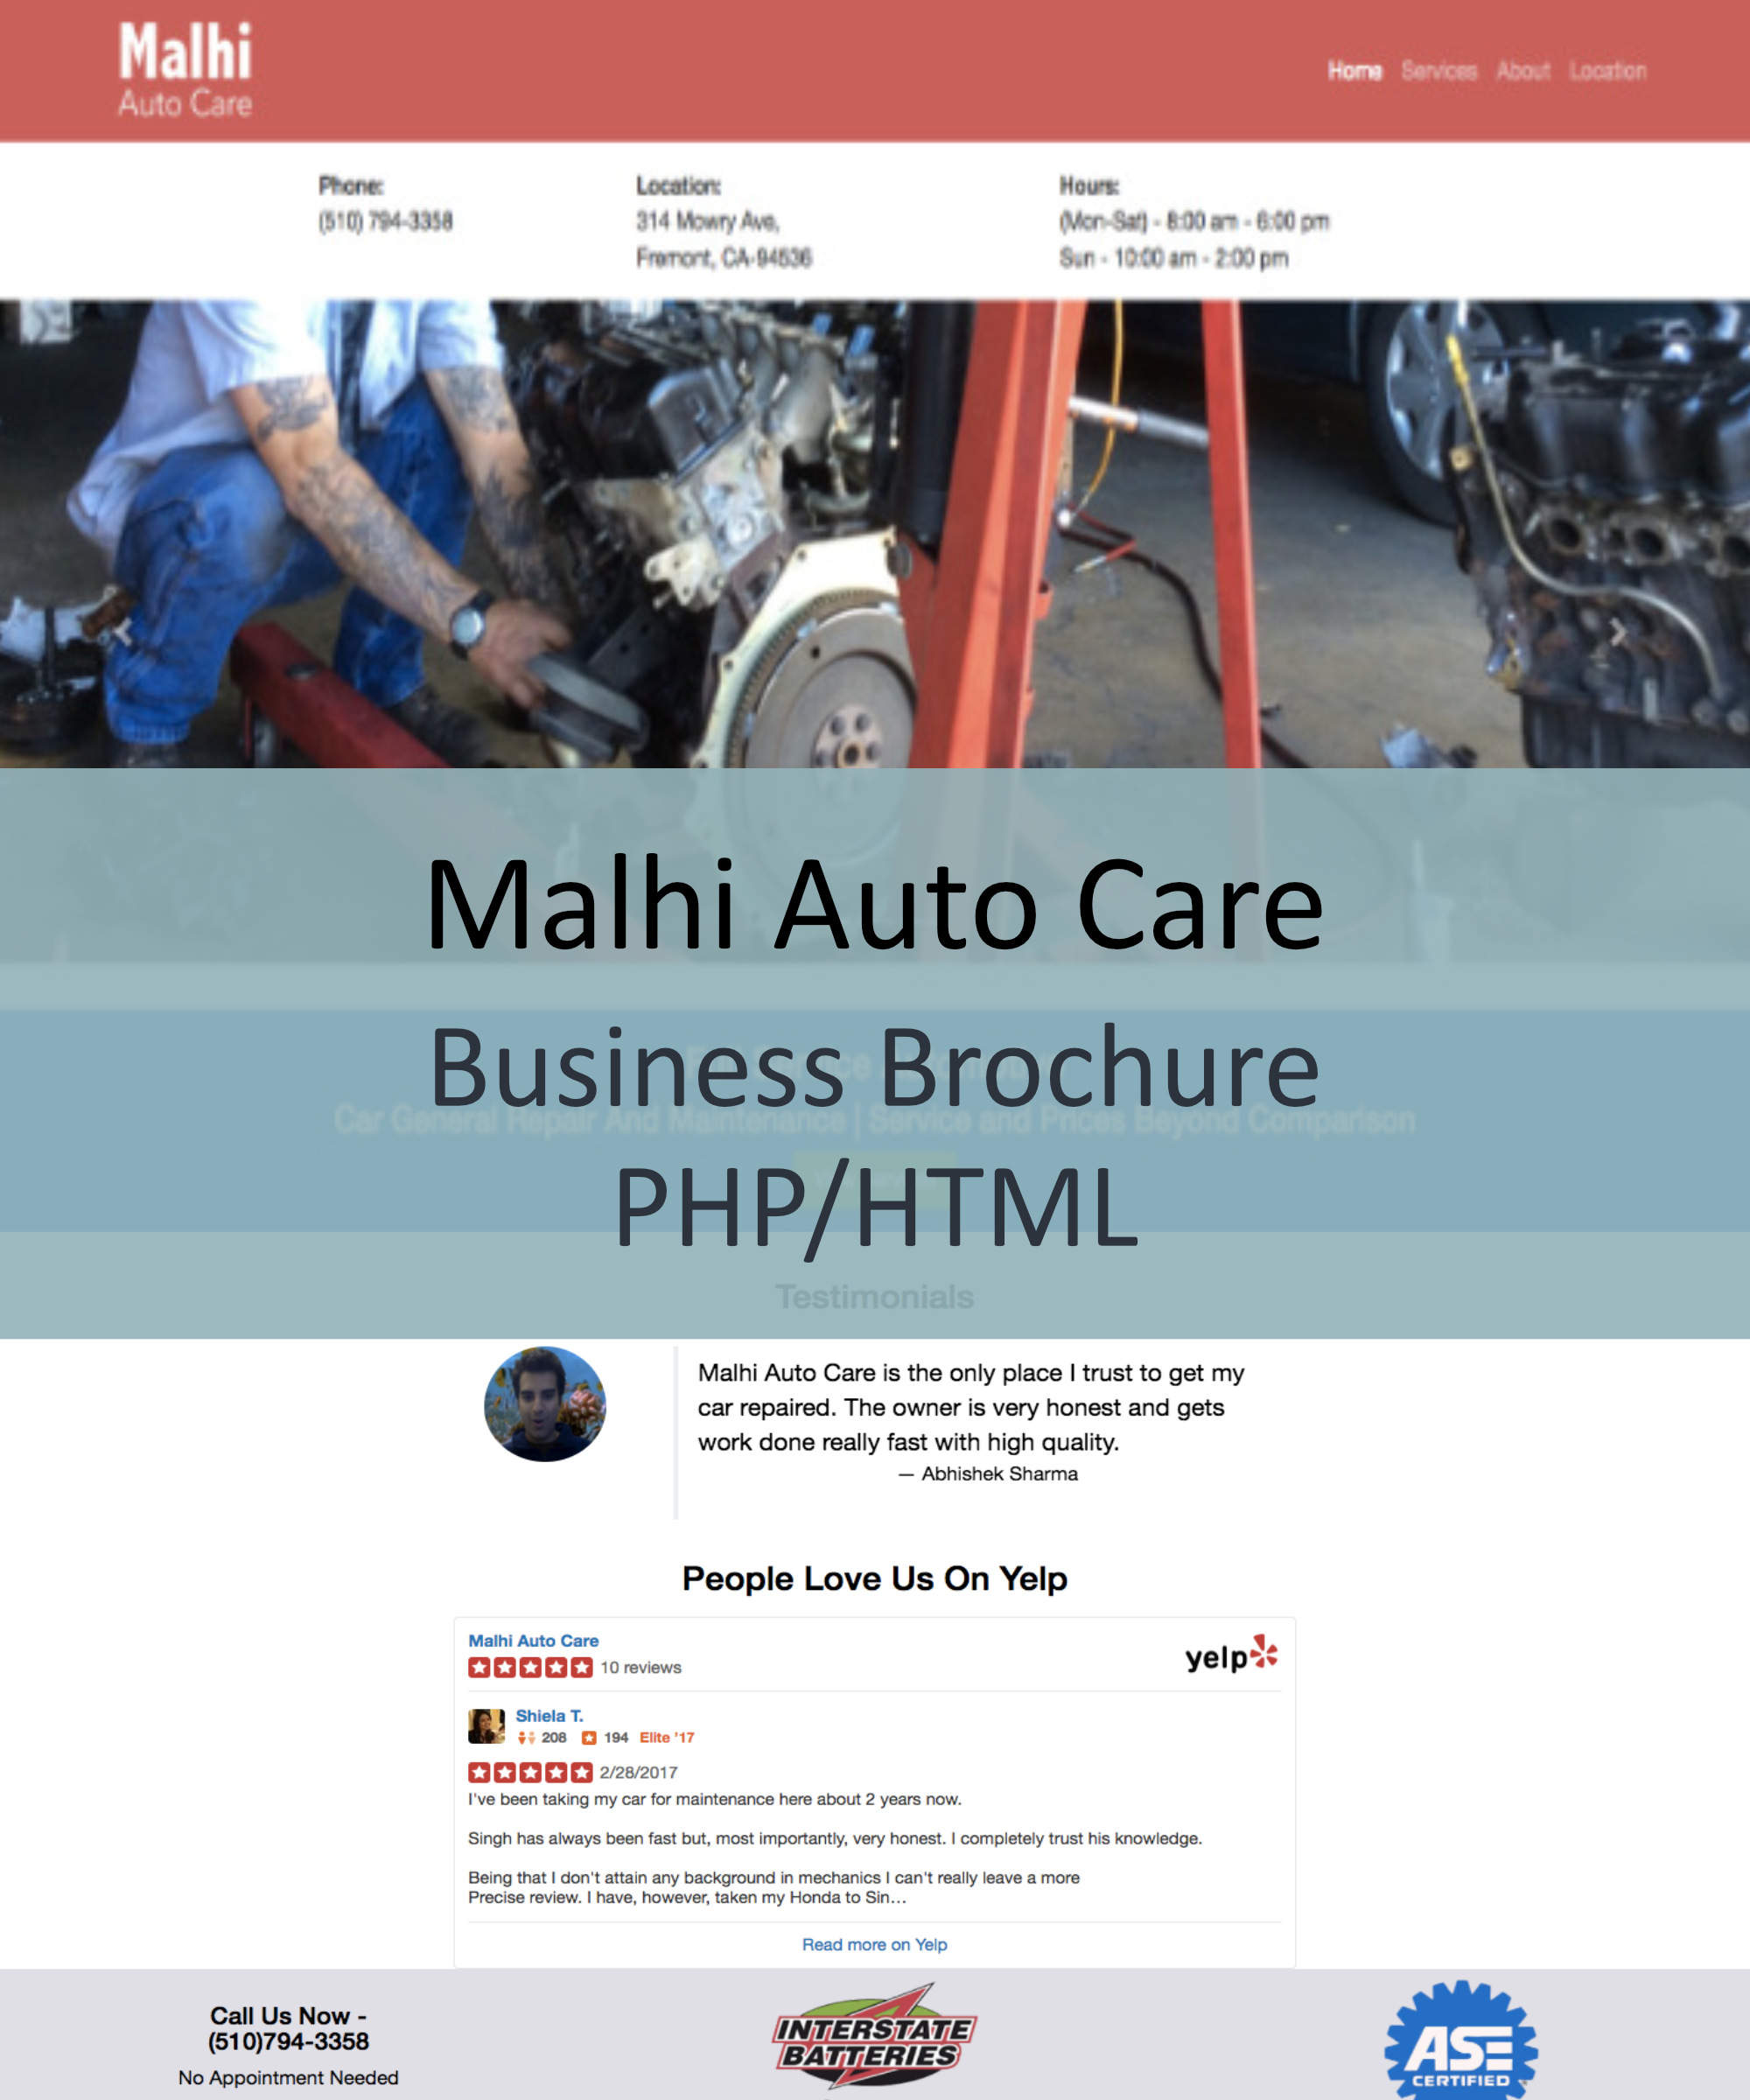 Malhi
Auto Care
Home Services About Location
Phone:
(510) 794-3358
Location:
314 Mowry Ave,
Fremont, CA-94536
Hours:
(Mon-Sat) - 8:00 am - 6:00 pm
Sun - 10:00 am - 2:00 pm
Malhi Auto Care
Business Brochure
Car General Repair And Maintenance | Service and Prices Beyond Comparison
PHP/HTML
Testimonials
Malhi Auto Care is the only place I trust to get my
car repaired. The owner is very honest and gets
work done really fast with high quality.
— Abhishek Sharma
People Love Us On Yelp
Malhi Auto Care
10 reviews
yelp
Shiela T.
208 194 Elite '17
2/28/2017
I've been taking my car for maintenance here about 2 years now.
Singh has always been fast but, most importantly, very honest. I completely trust his knowledge.
Being that I don't attain any background in mechanics I can't really leave a more
Precise review. I have, however, taken my Honda to Sin...
Read more on Yelp
Call Us Now -
(510)794-3358
No Appointment Needed
INTERSTATE
BATTERIES
ASE
CERTIFIED